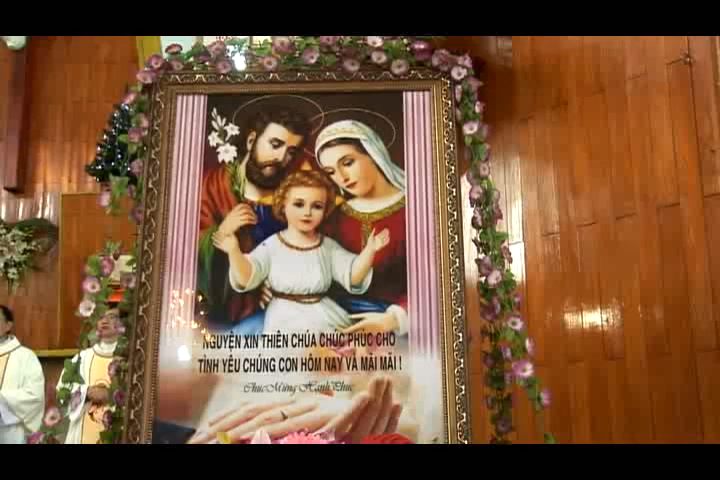 NGUYỆN XIN THIÊN CHÚA CHÚC PHÚC CHO
TÌNH YÊU CHÚNG CON HÔM NAY VÀ MÃI MÃI !
Chúc Mừng Hạnh Phúc